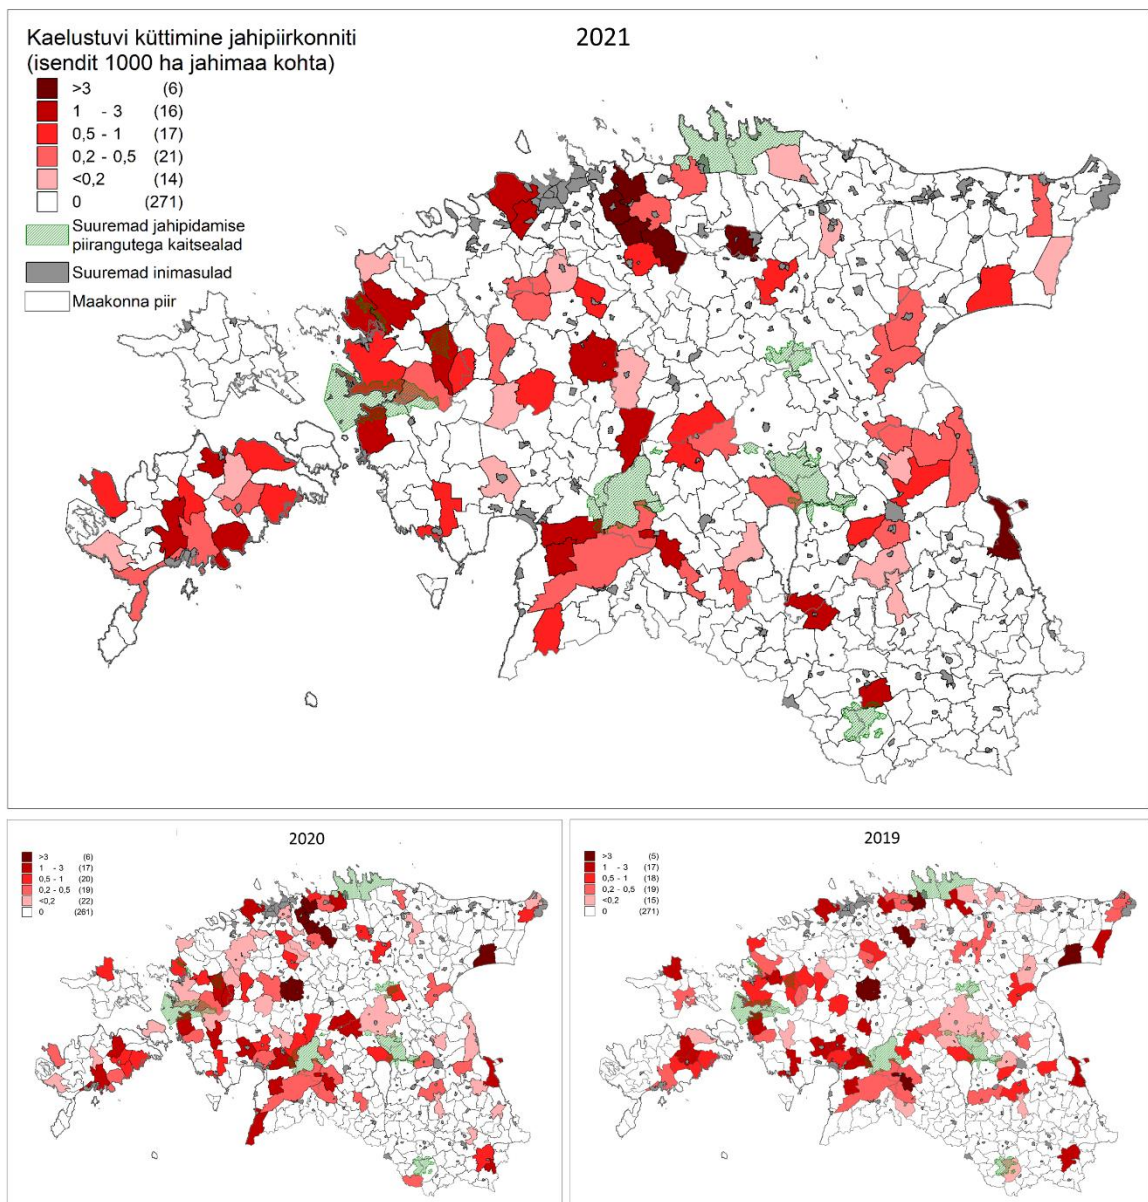 Kaelustuvi küttimine jahipiirkonniti
(isendit 1000 ha jahimaa kohta)
2021
>3 (6)
1 - 3 (16)
0,5 - 1 (17)
0,2 - 0,5 (21)
<0,2 (14)
0 (271)
Suuremad jahipidamise
piirangutega kaitsealad
Suuremad inimasulad
Maakonna piir
2020
>3 (6)
1 - 3 (17)
0,5 - 1 (20)
0,2 - 0,5 (19)
<0,2 (22)
0 (261)
2019
>3 (5)
1 - 3 (17)
0,5 - 1 (18)
0,2 - 0,5 (19)
<0,2 (15)
0 (271)